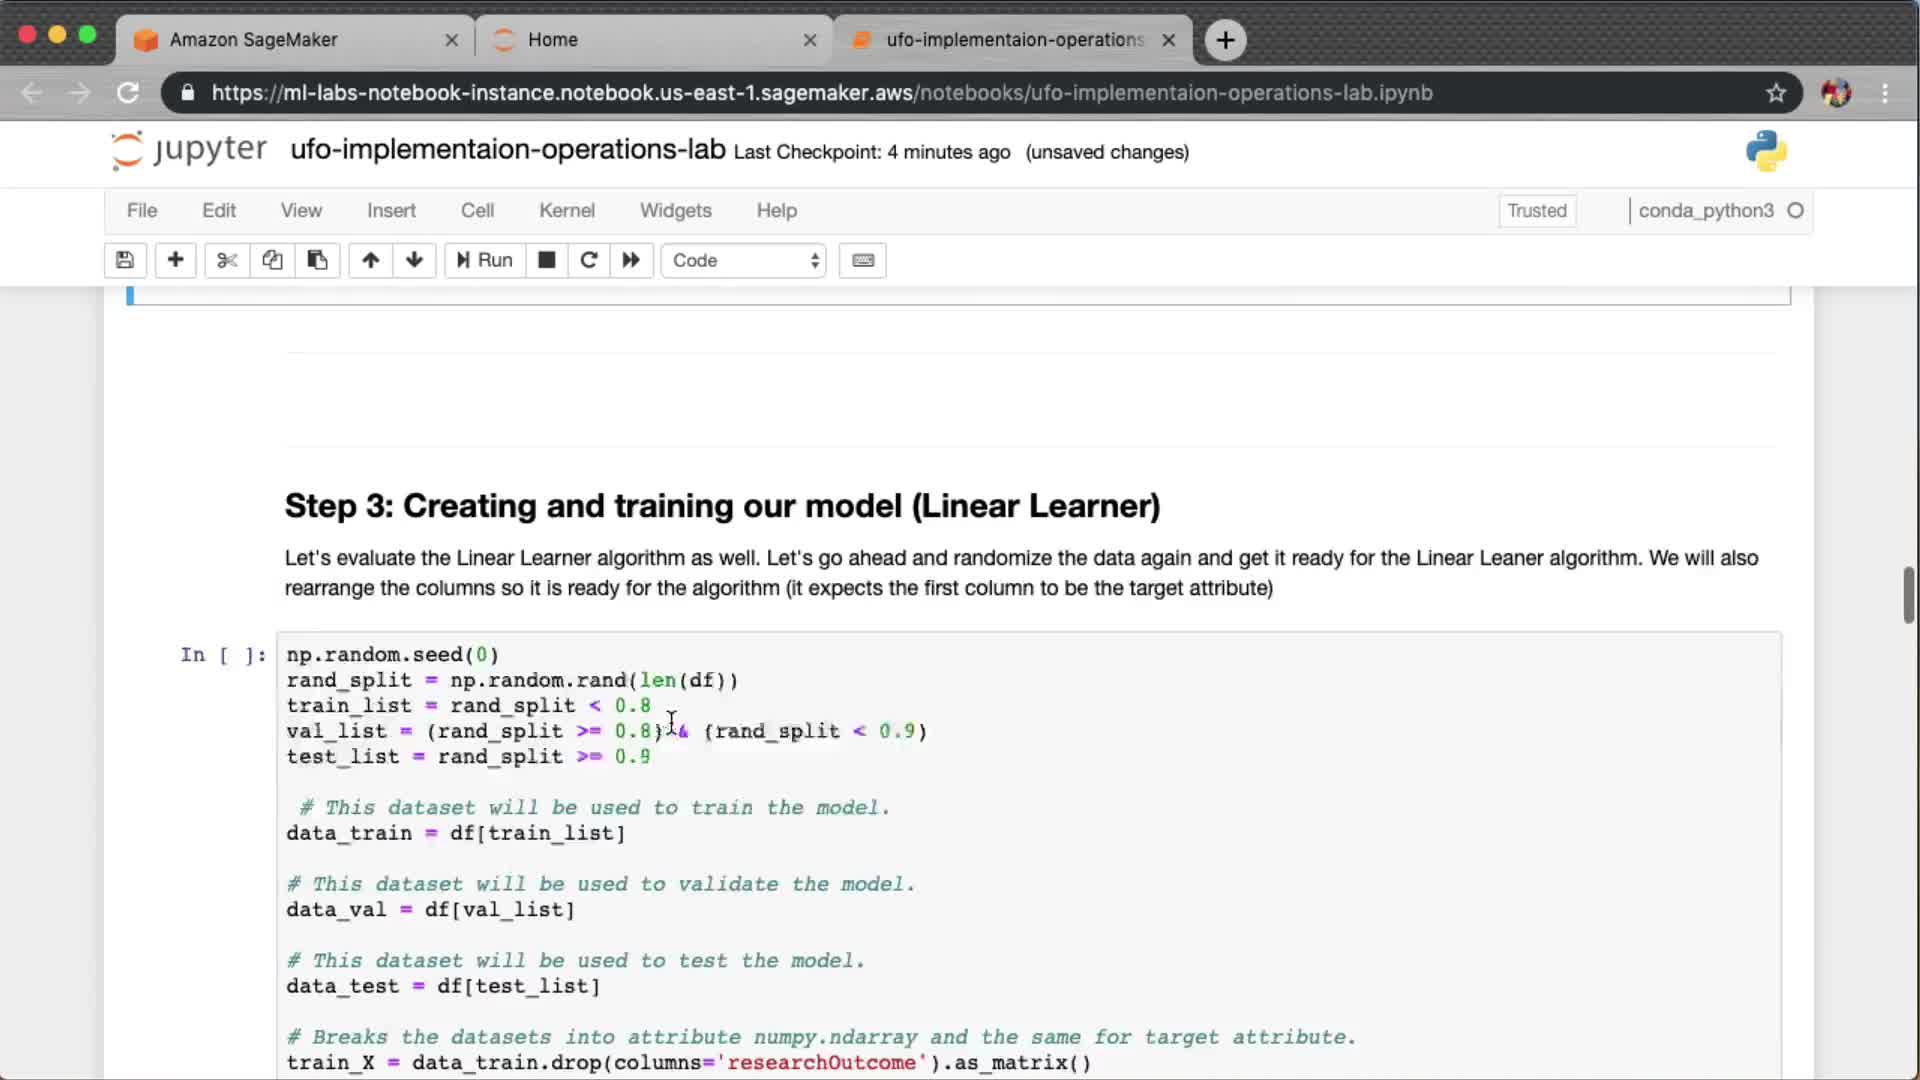 Amazon SageMaker
Home
ufo-implementaion-operations
https://ml-labs-notebook-instance.notebook.us-east-1.sagemaker.aws/notebooks/ufo-implementaion-operations-lab.ipynb
jupyter ufo-implementaion-operations-lab Last Checkpoint: 4 minutes ago (unsaved changes)
File Edit View Insert Cell Kernel Widgets Help Trusted conda_python3
Run Code
Step 3: Creating and training our model (Linear Learner)
Let's evaluate the Linear Learner algorithm as well. Let's go ahead and randomize the data again and get it ready for the Linear Leaner algorithm. We will also
rearrange the columns so it is ready for the algorithm (it expects the first column to be the target attribute)
In [ ]: np.random.seed(0)
rand_split = np.random.rand(len(df))
train_list = rand_split < 0.8
val_list = (rand_split >= 0.8) & (rand_split < 0.9)
test_list = rand_split >= 0.9
# This dataset will be used to train the model.
data_train = df[train_list]
# This dataset will be used to validate the model.
data_val = df[val_list]
# This dataset will be used to test the model.
data_test = df[test_list]
# Breaks the datasets into attribute numpy.ndarray and the same for target attribute.
train_X = data_train.drop(columns='researchOutcome').as_matrix()